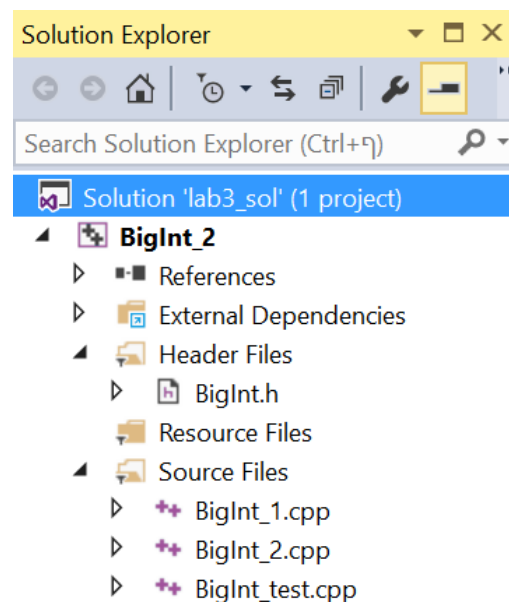 Solution Explorer
Search Solution Explorer (Ctrl+ף)
Solution 'lab3_sol' (1 project)
BigInt_2
References
External Dependencies
Header Files
BigInt.h
Resource Files
Source Files
BigInt_1.cpp
BigInt_2.cpp
BigInt_test.cpp